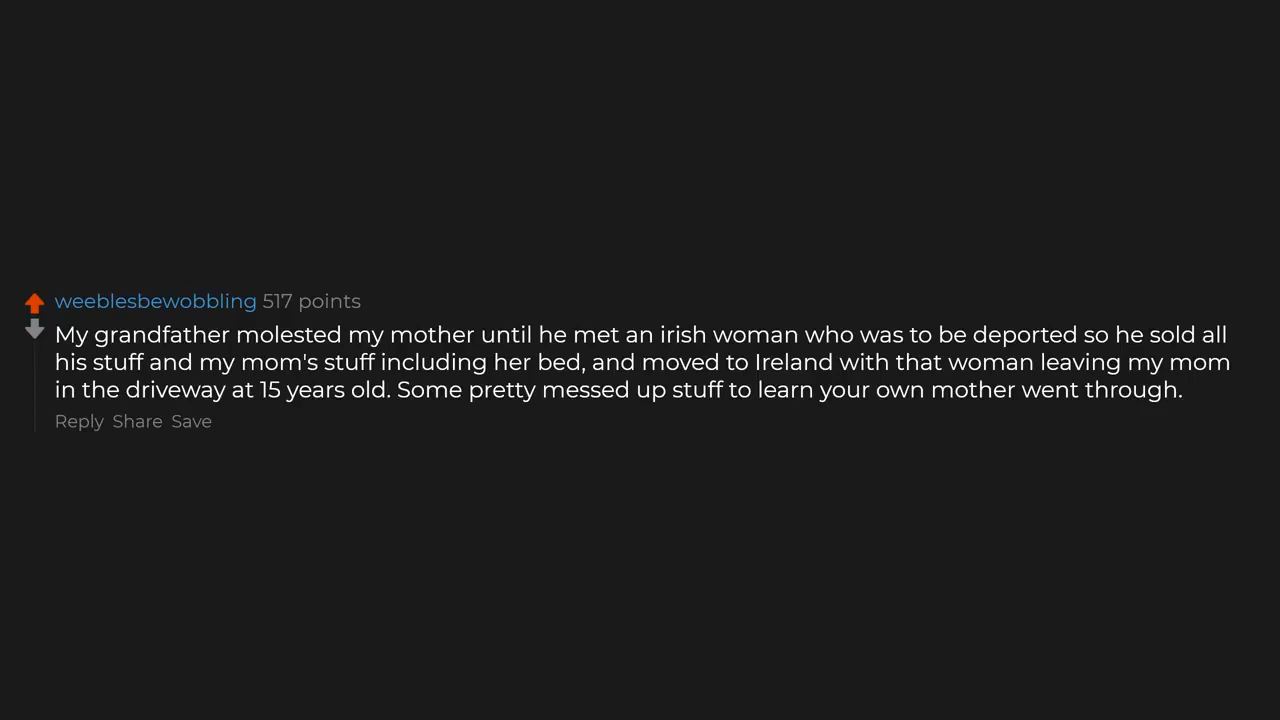 weeblesbewobbling 517 points
My grandfather molested my mother until he met an irish woman who was to be deported so he sold all
his stuff and my mom's stuff including her bed, and moved to Ireland with that woman leaving my mom
in the driveway at 15 years old. Some pretty messed up stuff to learn your own mother went through.
Reply Share Save